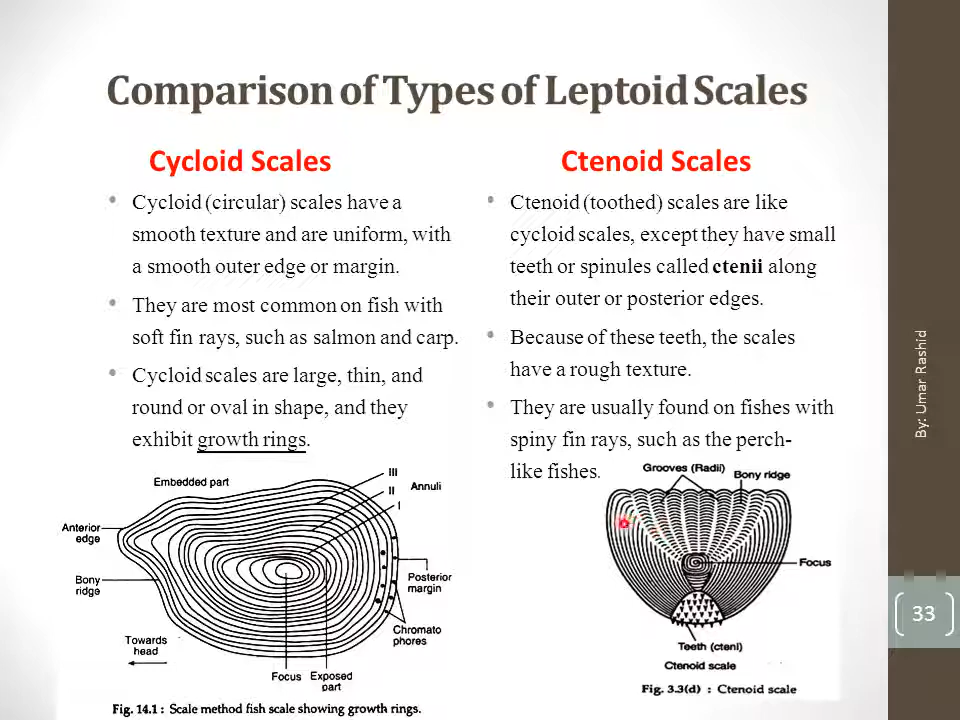 Comparison of Types of Leptoid Scales
Cycloid Scales
• Cycloid (circular) scales have a
smooth texture and are uniform, with
a smooth outer edge or margin.
• They are most common on fish with
soft fin rays, such as salmon and carp.
• Cycloid scales are large, thin, and
round or oval in shape, and they
exhibit growth rings.
Embedded part
III
II
I
Annuli
Anterior
edge
Bony
ridge
Posterior
margin
Chromato
phores
Towards
head
Focus
Exposed
part
Fig. 14.1 : Scale method fish scale showing growth rings.
Ctenoid Scales
• Ctenoid (toothed) scales are like
cycloid scales, except they have small
teeth or spinules called ctenii along
their outer or posterior edges.
• Because of these teeth, the scales
have a rough texture.
• They are usually found on fishes with
spiny fin rays, such as the perch-
like fishes.
Grooves (Radii)
Bony ridge
Focus
Teeth (cteni)
Ctenoid scale
Fig. 3.3(d) : Ctenoid scale
By: Umar Rashid
33